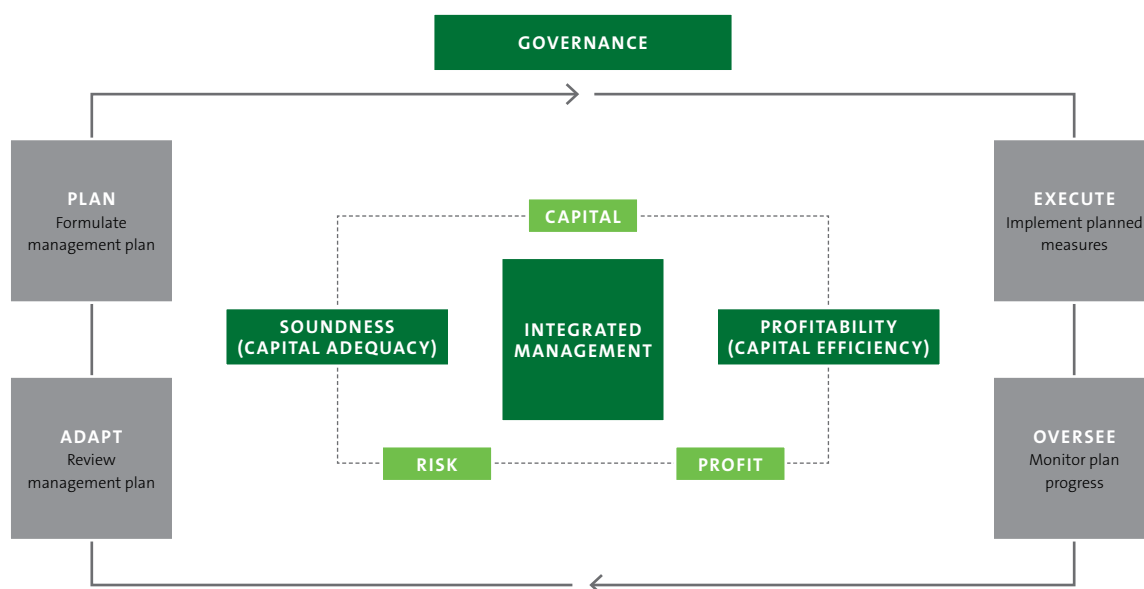 GOVERNANCE
PLAN
Formulate
management plan
EXECUTE
Implement planned
measures
CAPITAL
SOUNDNESS
(CAPITAL ADEQUACY)
INTEGRATED
MANAGEMENT
PROFITABILITY
(CAPITAL EFFICIENCY)
ADAPT
Review
management plan
RISK
PROFIT
OVERSEE
Monitor plan
progress